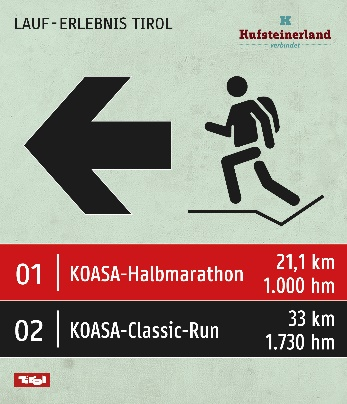 LAUF-ERLEBNIS TIROL
K
Kufsteinerland
verbindet
01 KOASA-Halbmarathon 21,1 km 1.000 hm
02 KOASA-Classic-Run 33 km 1.730 hm
Tirol